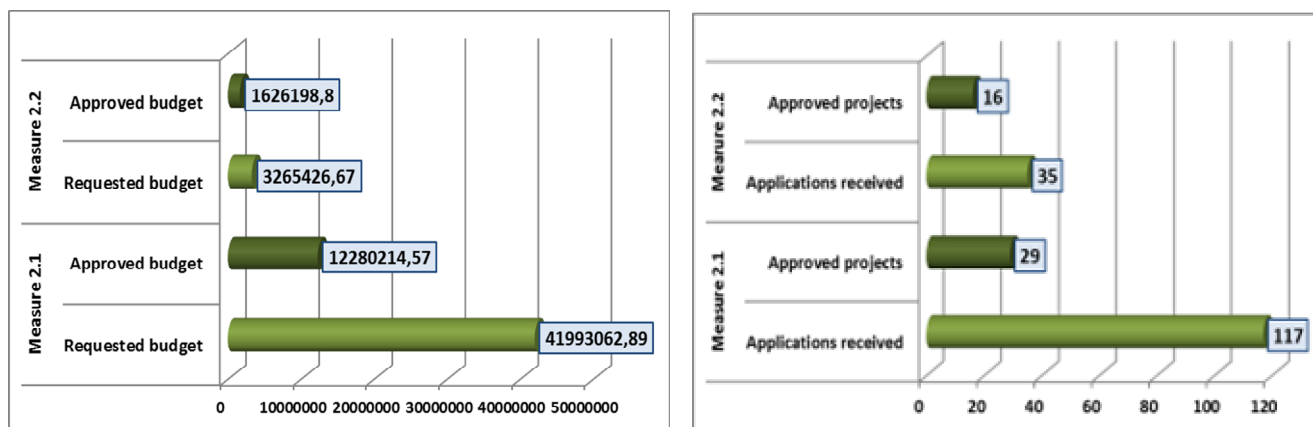 Measure 2.2
Approved budget
1626198,8
Requested budget
3265426,67
Measure 2.1
Approved budget
12280214,57
Requested budget
41993062,89
0 10000000 20000000 30000000 40000000 50000000
Mearure 2.2
Approved projects
16
Applications received
35
Measure 2.1
Approved projects
29
Applications received
117
0 20 40 60 80 100 120